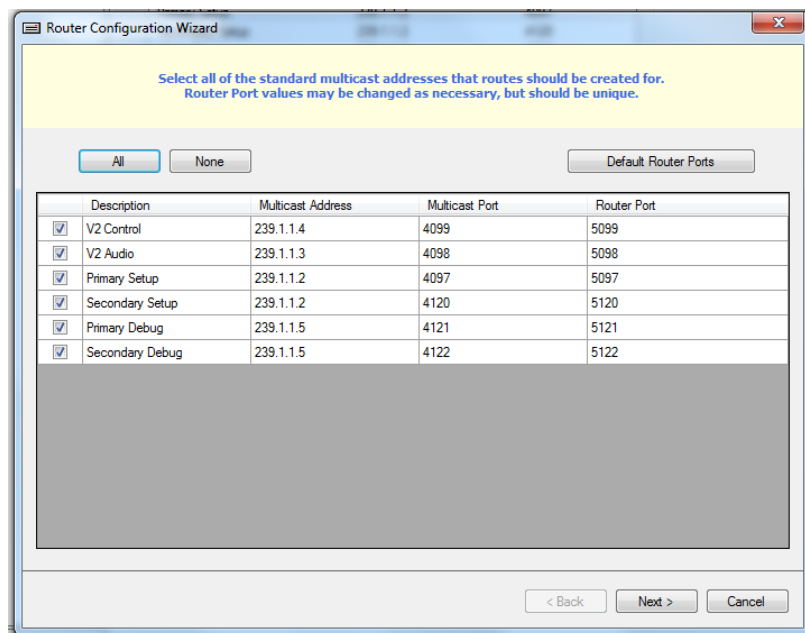 Router Configuration Wizard
Select all of the standard multicast addresses that routes should be created for.
Router Port values may be changed as necessary, but should be unique.
All None Default Router Ports
Description Multicast Address Multicast Port Router Port
V2 Control 239.1.1.4 4099 5099
V2 Audio 239.1.1.3 4098 5098
Primary Setup 239.1.1.2 4097 5097
Secondary Setup 239.1.1.2 4120 5120
Primary Debug 239.1.1.5 4121 5121
Secondary Debug 239.1.1.5 4122 5122
< Back Next > Cancel